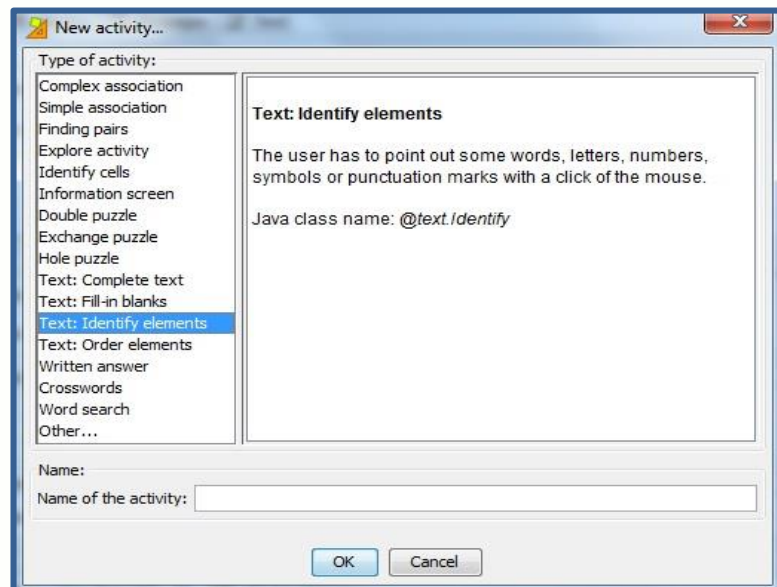 New activity...
Type of activity:
Complex association
Simple association
Finding pairs
Explore activity
Identify cells
Information screen
Double puzzle
Exchange puzzle
Hole puzzle
Text: Complete text
Text: Fill-in blanks
Text: Identify elements
Text: Order elements
Written answer
Crosswords
Word search
Other...
Text: Identify elements
The user has to point out some words, letters, numbers,
symbols or punctuation marks with a click of the mouse.
Java class name: @text.Identify
Name:
Name of the activity:
OK Cancel